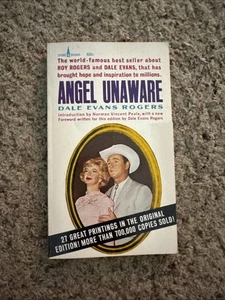 The world-famous best seller about
ROY ROGERS and DALE EVANS, that has
brought hope and inspiration to millions.
ANGEL UNAWARE
DALE EVANS ROGERS
Introduction by Norman Vincent Peale, with a new
Foreword written for this edition by Dale Evans Rogers
27 GREAT PRINTINGS IN THE ORIGINAL
EDITION! MORE THAN 700,000 COPIES SOLD!